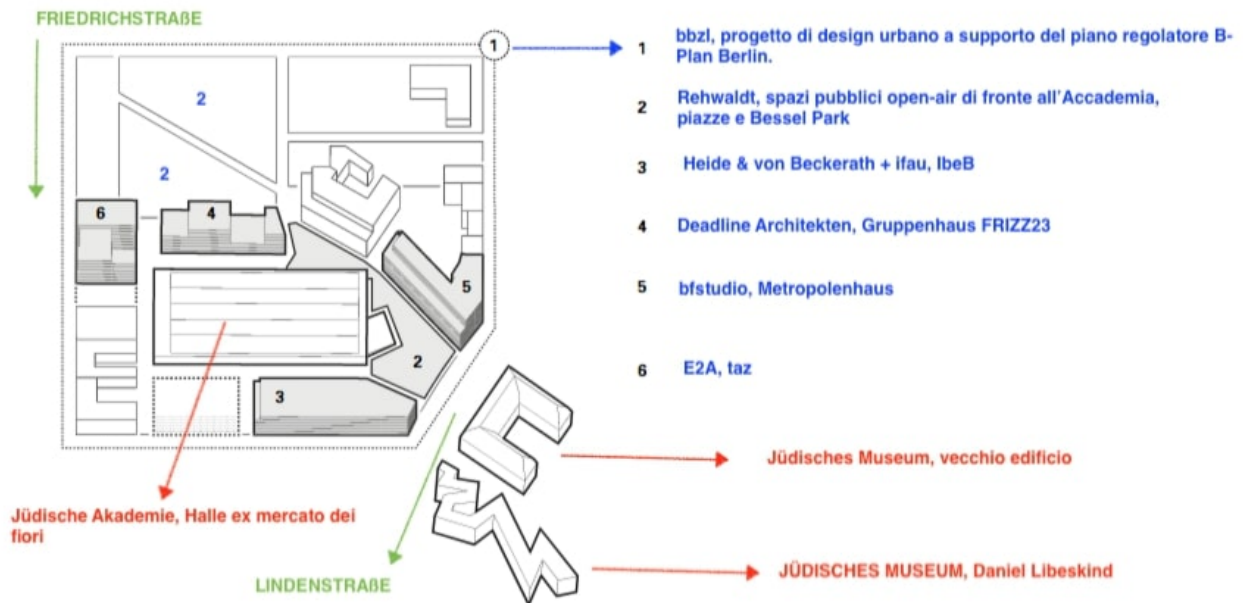 FRIEDRICHSTRAßE
1
1
bbzl, progetto di design urbano a supporto del piano regolatore B-
Plan Berlin.
2
Rehwaldt, spazi pubblici open-air di fronte all'Accademia,
piazze e Bessel Park
3
Heide & von Beckerath + ifau, IbeB
4
Deadline Architekten, Gruppenhaus FRIZZ23
5
bfstudio, Metropolenhaus
6
E2A, taz
2
2
6
4
5
2
3
Jüdisches Museum, vecchio edificio
Jüdische Akademie, Halle ex mercato dei
fiori
LINDENSTRAßE
JÜDISCHES MUSEUM, Daniel Libeskind